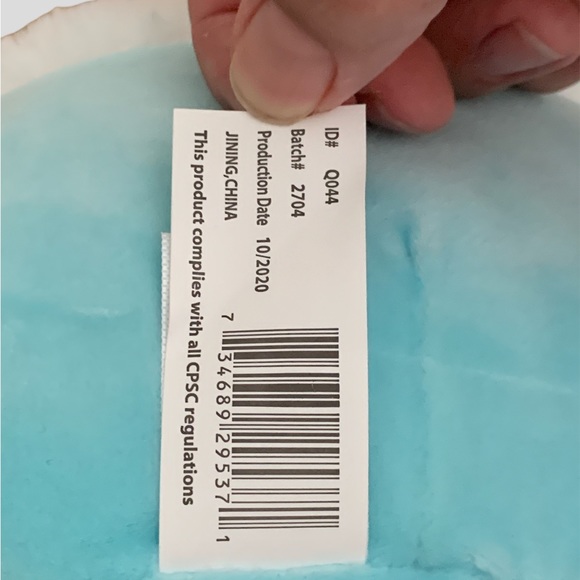 ID# Q044
Batch# 2704
Production Date 10/2020
JINING,CHINA
7 34689 29537 1
This product complies with all CPSC regulations